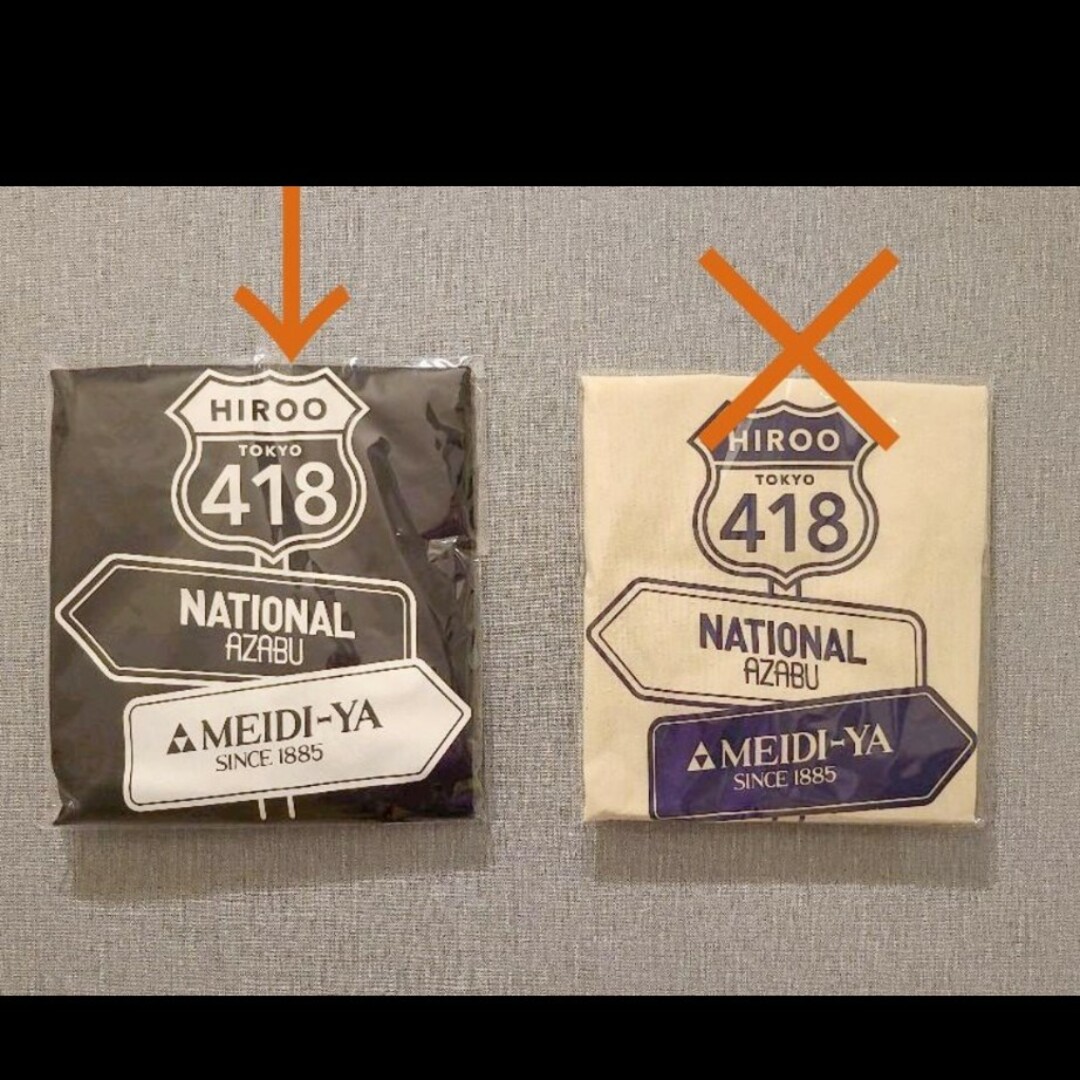 HIROO
TOKYO
418
NATIONAL
AZABU
MEIDI-YA
SINCE 1885
HIROO
TOKYO
418
NATIONAL
AZABU
MEIDI-YA
SINCE 1885